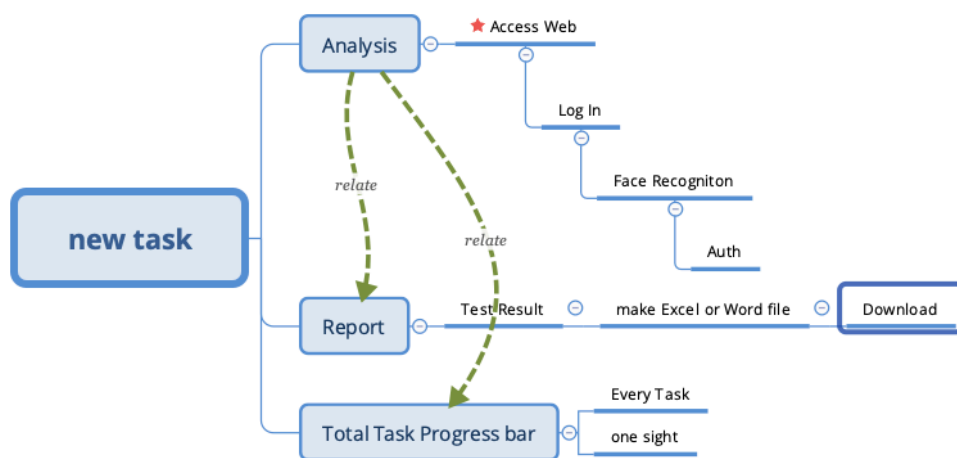 Analysis
Access Web
Log In
Face Recogniton
Auth
relate
relate
new task
Report
Test Result
make Excel or Word file
Download
Total Task Progress bar
Every Task
one sight